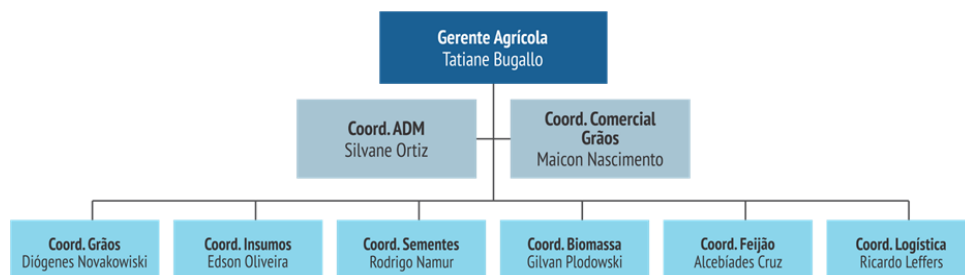 Gerente Agrícola
Tatiane Bugallo
Coord. ADM
Silvane Ortiz
Coord. Comercial
Grãos
Maicon Nascimento
Coord. Grãos
Diógenes Novakowiski
Coord. Insumos
Edson Oliveira
Coord. Sementes
Rodrigo Namur
Coord. Biomassa
Gilvan Plodowski
Coord. Feijão
Alcebíades Cruz
Coord. Logística
Ricardo Leffers